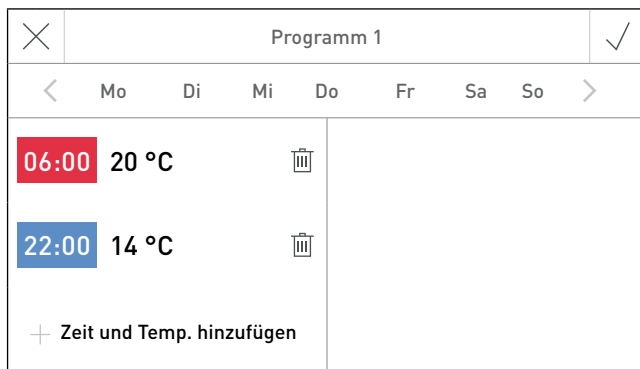 Programm 1
Mo Di Mi Do Fr Sa So
06:00 20 °C
22:00 14 °C
Zeit und Temp. hinzufügen